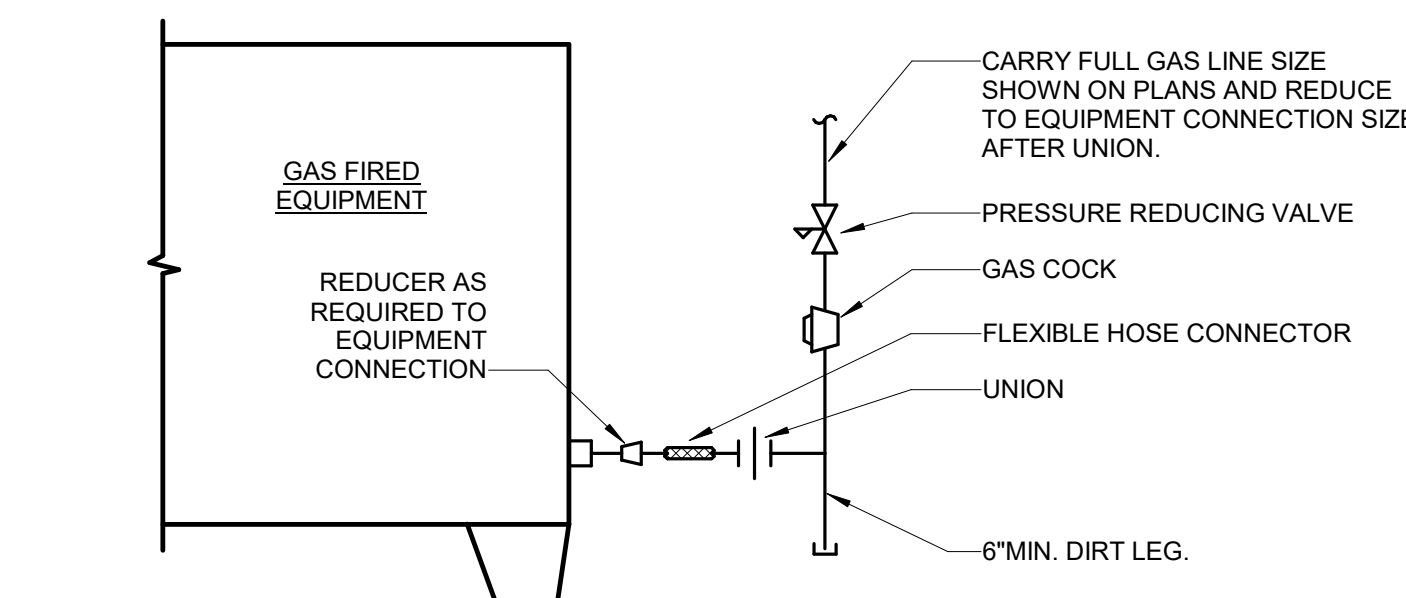 CARRY FULL GAS LINE SIZE
SHOWN ON PLANS AND REDUCE
TO EQUIPMENT CONNECTION SIZE
AFTER UNION.
GAS FIRED
EQUIPMENT
PRESSURE REDUCING VALVE
GAS COCK
REDUCER AS
REQUIRED TO
EQUIPMENT
CONNECTION
FLEXIBLE HOSE CONNECTOR
UNION
6"MIN. DIRT LEG.